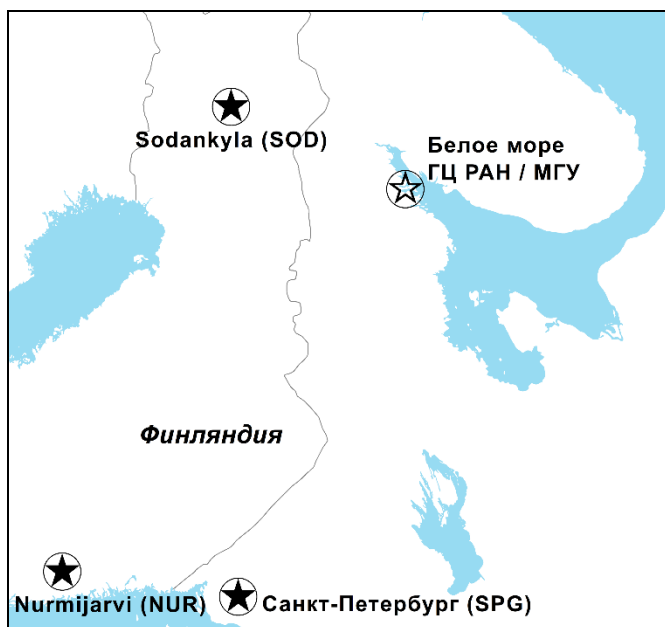 Sodankyla (SOD)
Белое море
ГЦ РАН / МГУ
Финляндия
Nurmijarvi (NUR)
Санкт-Петербург (SPG)